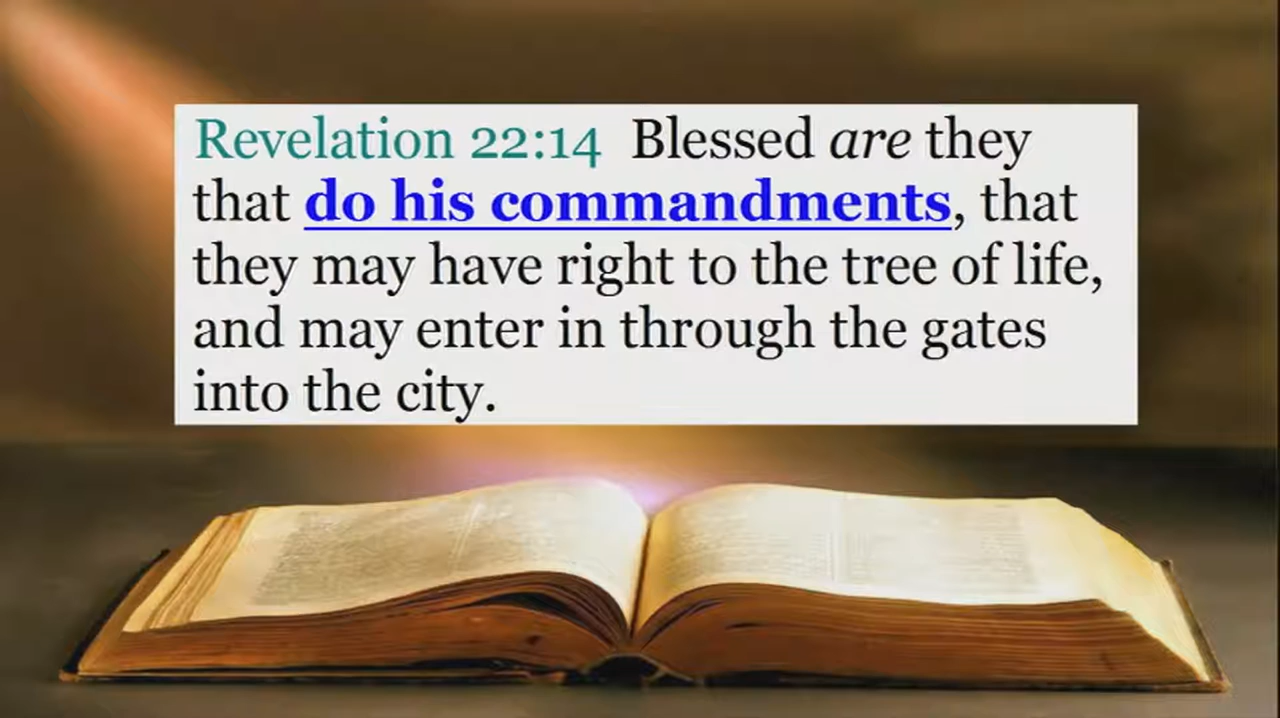 Revelation 22:14 Blessed are they
that do his commandments, that
they may have right to the tree of life,
and may enter in through the gates
into the city.